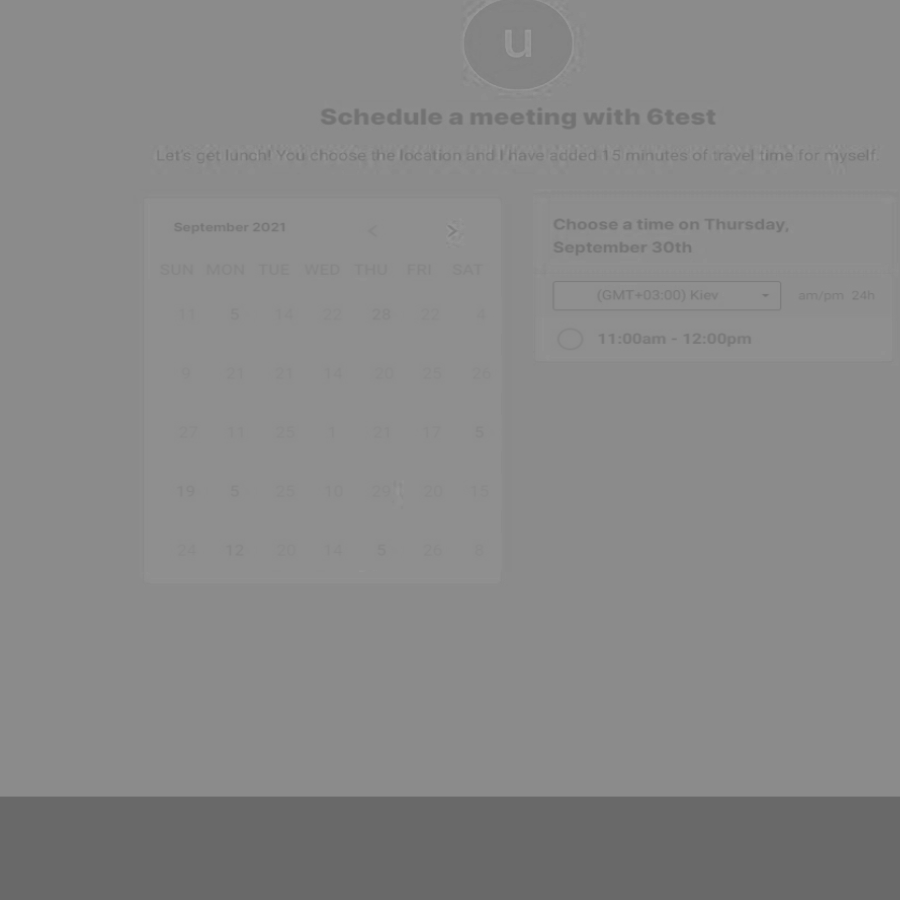 u
Schedule a meeting with 6test
Let's get lunch! You choose the location and I have added 15 minutes of travel time for myself.
September 2021 < >
SUN MON TUE WED THU FRI SAT
11 5 14 22 28 22 4
9 21 21 14 20 25 26
27 11 25 1 21 17 5
19 5 25 10 29 20 15
24 12 20 14 5 26 8
Choose a time on Thursday,
September 30th
(GMT+03:00) Kiev am/pm 24h
11:00am - 12:00pm